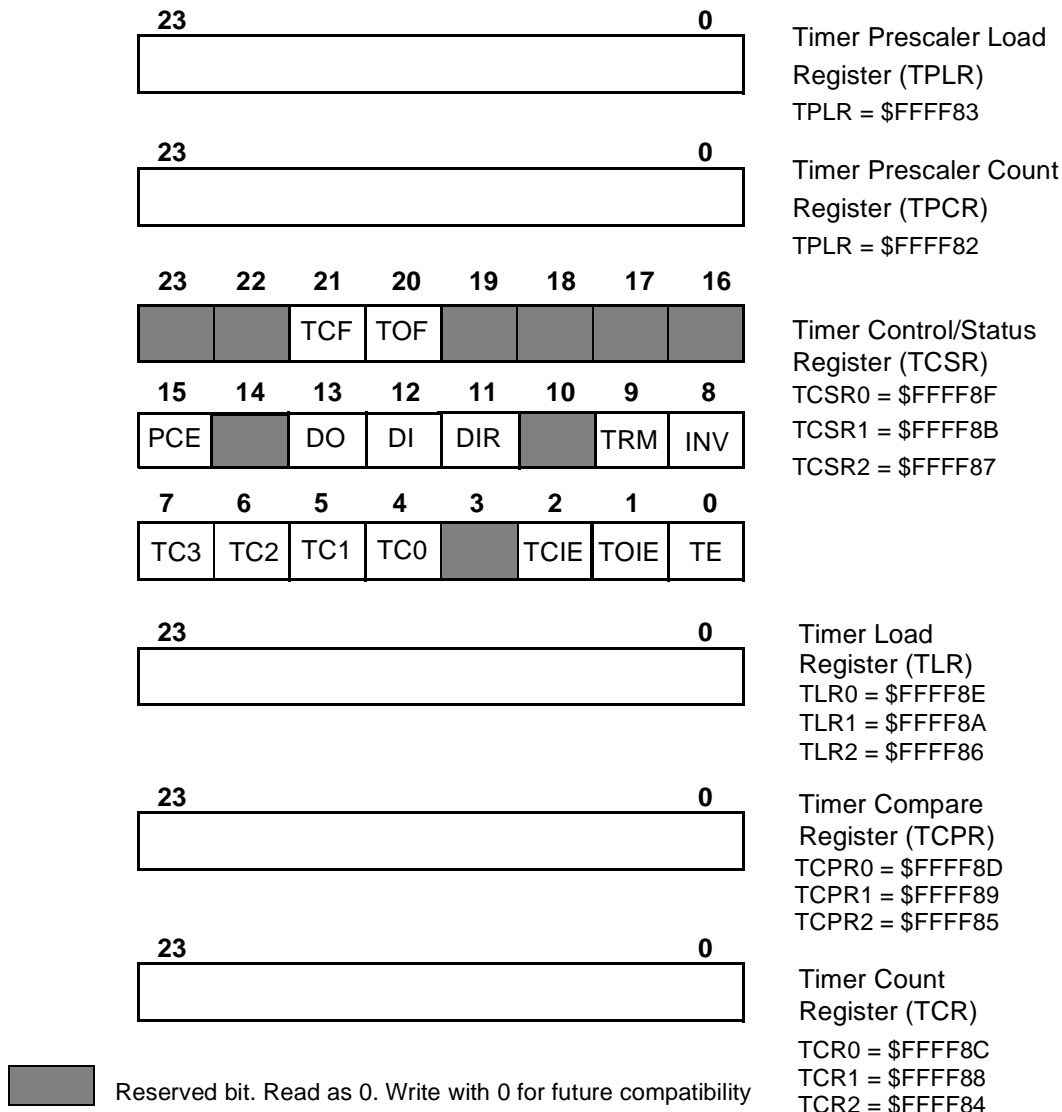 23 0
Timer Prescaler Load
Register (TPLR)
TPLR = $FFFF83
23 0
Timer Prescaler Count
Register (TPCR)
TPLR = $FFFF82
23 22 21 20 19 18 17 16
TCF TOF
Timer Control/Status
Register (TCSR)
TCSR0 = $FFFF8F
TCSR1 = $FFFF8B
TCSR2 = $FFFF87
15 14 13 12 11 10 9 8
PCE DO DI DIR TRM INV
7 6 5 4 3 2 1 0
TC3 TC2 TC1 TC0 TCIE TOIE TE
23 0
Timer Load
Register (TLR)
TLR0 = $FFFF8E
TLR1 = $FFFF8A
TLR2 = $FFFF86
23 0
Timer Compare
Register (TCPR)
TCPR0 = $FFFF8D
TCPR1 = $FFFF89
TCPR2 = $FFFF85
23 0
Timer Count
Register (TCR)
TCR0 = $FFFF8C
TCR1 = $FFFF88
TCR2 = $FFFF84
Reserved bit. Read as 0. Write with 0 for future compatibility